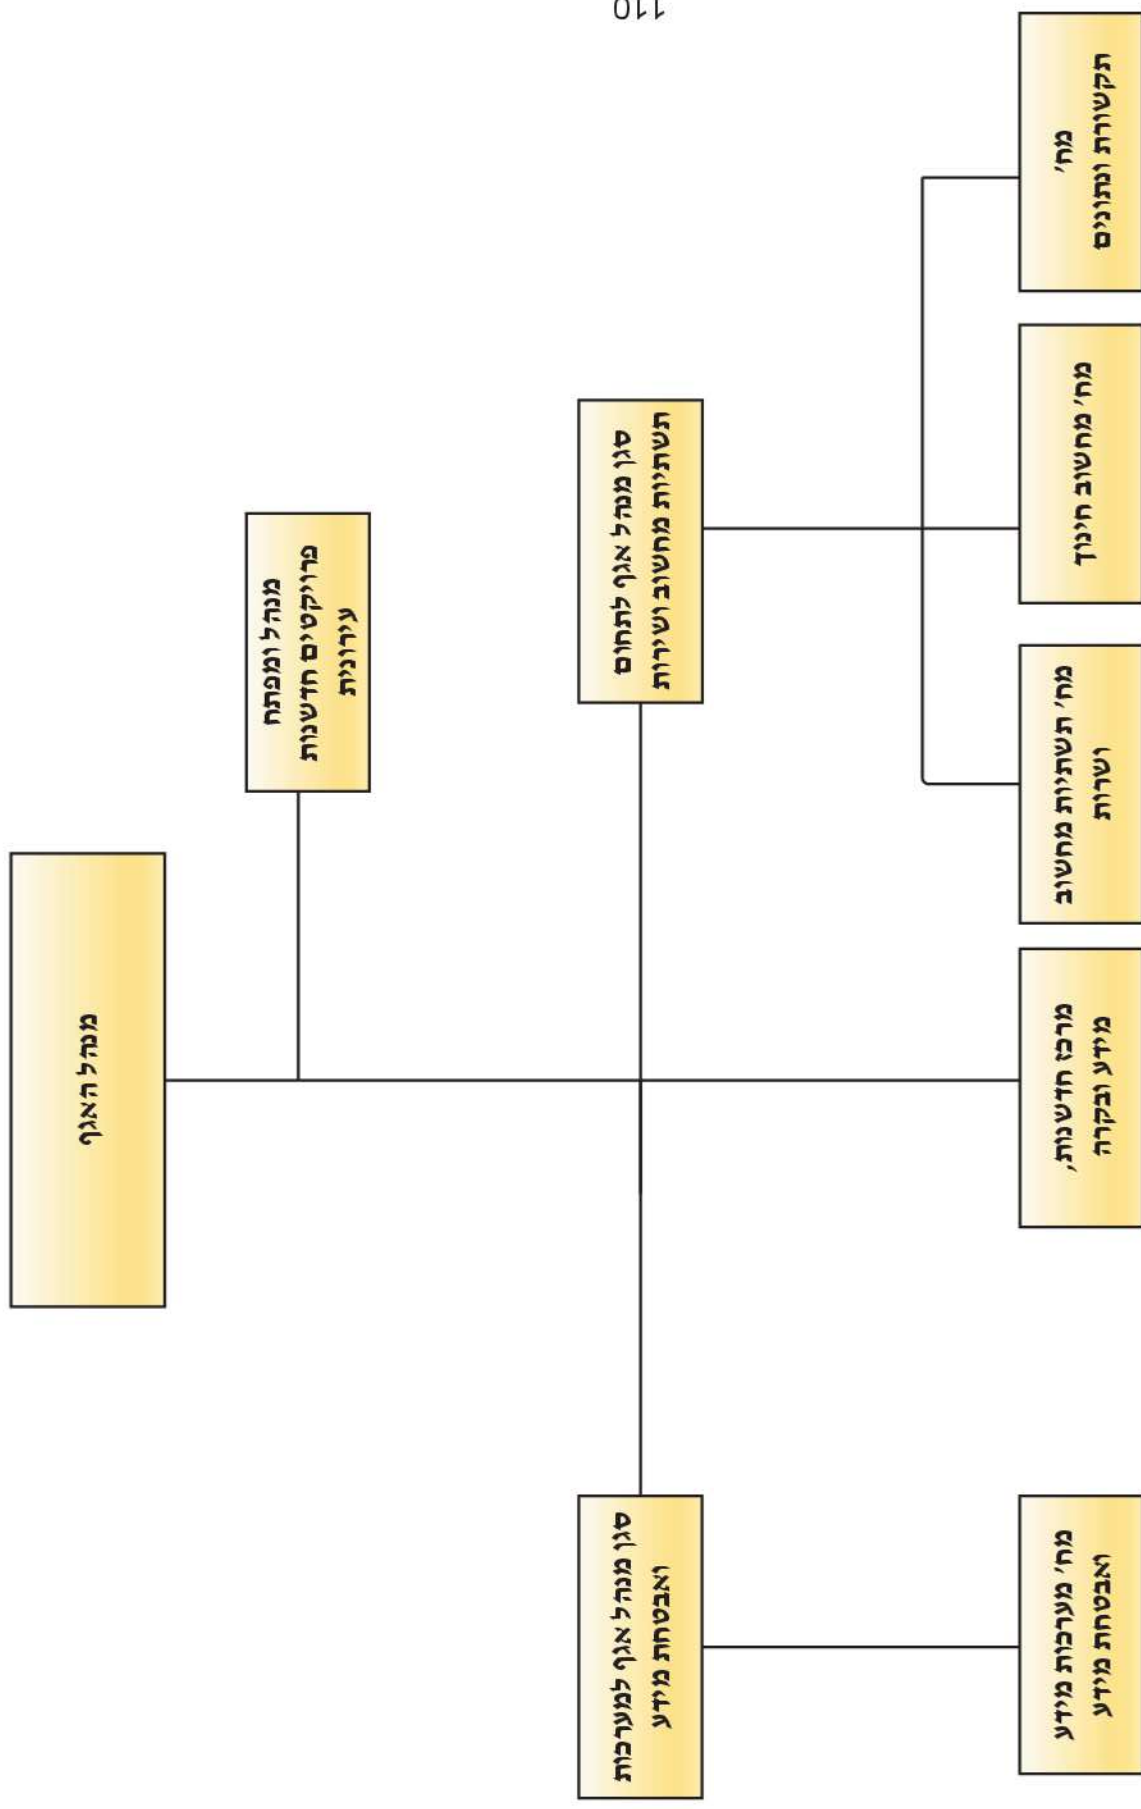 מנהל האגף
מנהל ומפתח
פרוייקטים חדשנות
עירונית
סגן מנהל אגף לתחום
תשתיות מחשוב ושירות
סגן מנהל אגף למערכות
ואבטחת מידע
מח'
תקשורת ונתונים
מח' מחשוב חינוך
מח' תשתיות מחשוב
ושרות
מרכז חדשנות,
מידע ובקרה
מח' מערכות מידע
ואבטחת מידע
110